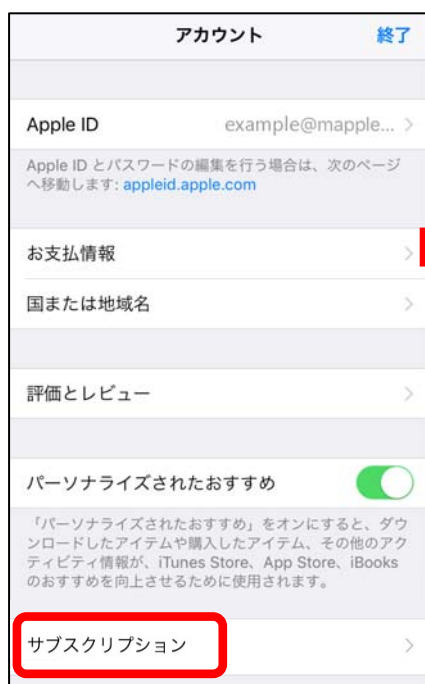 アカウント 終了
Apple ID example@mapple...
Apple ID とパスワードの編集を行う場合は、次のページ
へ移動します: appleid.apple.com
お支払情報
国または地域名
評価とレビュー
パーソナライズされたおすすめ
「パーソナライズされたおすすめ」をオンにすると、ダウ
ンロードしたアイテムや購入したアイテム、その他のアク
ティビティ情報が、iTunes Store、App Store、iBooks
のおすすめを向上させるために使用されます。
サブスクリプション